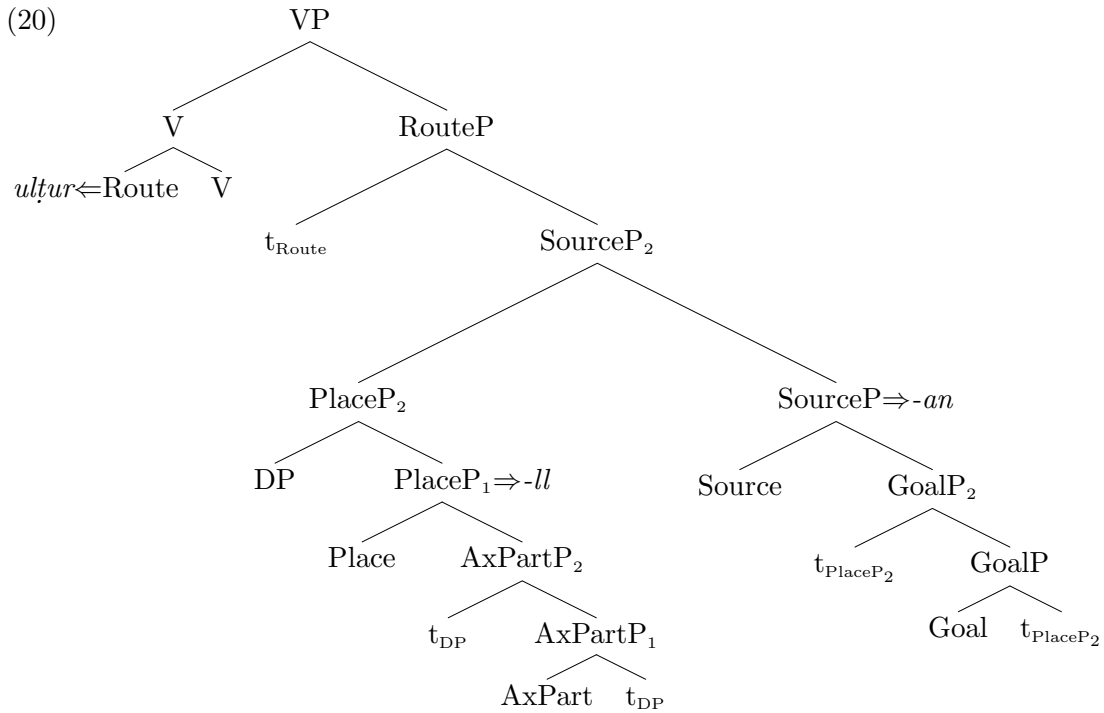 (20) VP
V RouteP
ulṭur⇐Route V
t_Route SourceP₂
PlaceP₂ SourceP⇒-an
DP PlaceP₁⇒-ll Source GoalP₂
Place AxPartP₂ t_PlaceP₂ GoalP
t_DP AxPartP₁ Goal t_PlaceP₂
AxPart t_DP